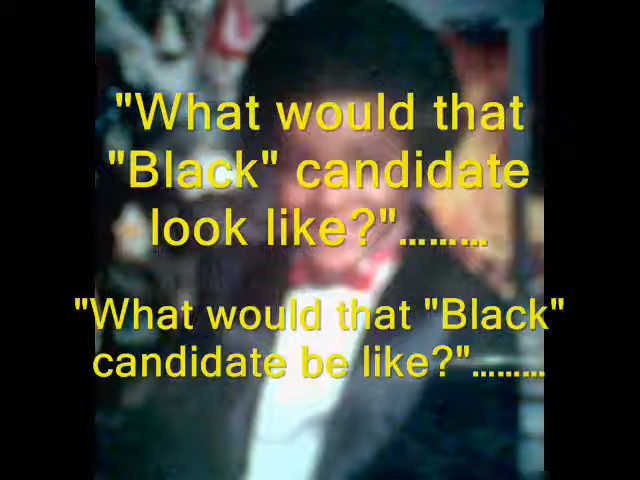 "What would that
"Black" candidate
look like?"………
"What would that "Black"
candidate be like?"………